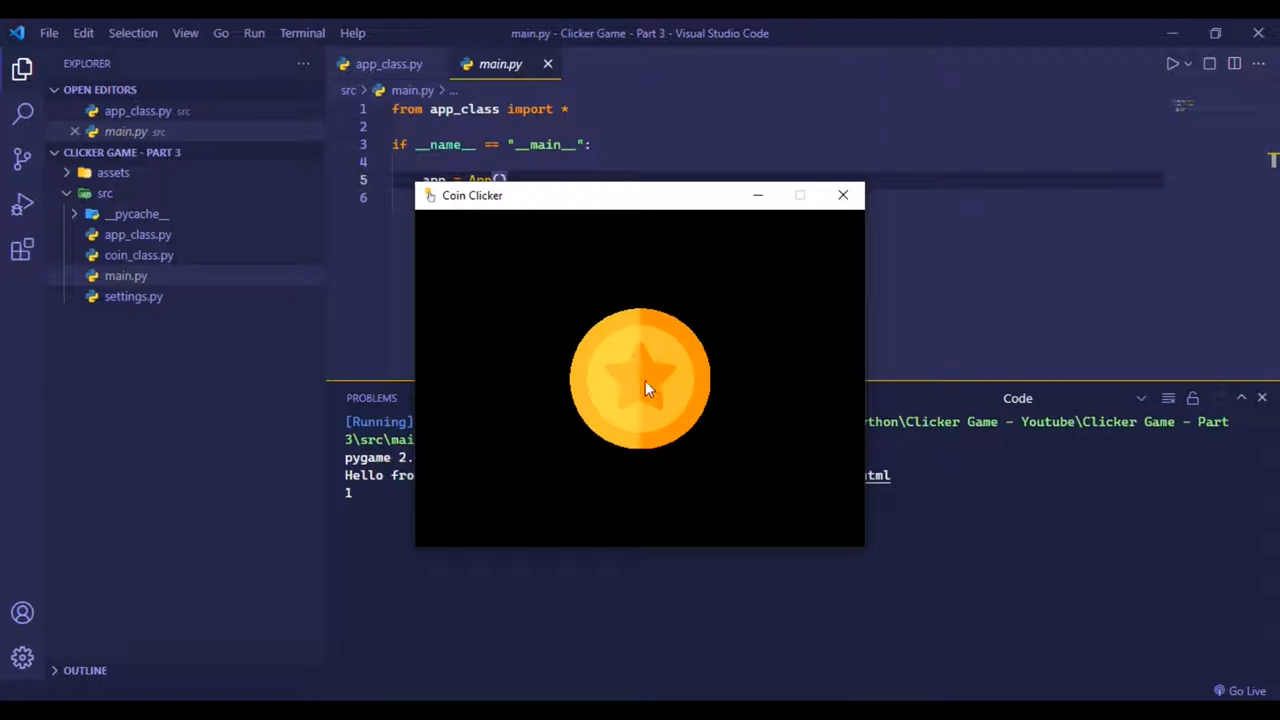 File Edit Selection View Go Run Terminal Help
main.py - Clicker Game - Part 3 - Visual Studio Code
EXPLORER
OPEN EDITORS
app_class.py src
main.py src
CLICKER GAME - PART 3
assets
src
__pycache__
app_class.py
coin_class.py
main.py
settings.py
OUTLINE
app_class.py
main.py
src > main.py > ...
1 from app_class import *
2
3 if __name__ == "__main__":
4
5 app = App()
6
Coin Clicker
PROBLEMS
Code
[Running]
thon\Clicker Game - Youtube\Clicker Game - Part
3\src\mai
pygame 2.
Hello fro
tml
1
Go Live